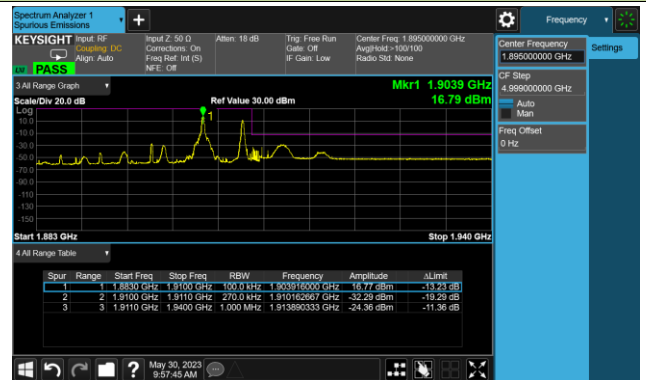 Spectrum Analyzer 1
Spurious Emissions
Frequency
KEYSIGHT
Input: RF
Coupling: DC
Align: Auto
Input Z: 50 Ω
Corrections: On
Freq Ref: Int (S)
NFE: Off
Atten: 18 dB
Trig: Free Run
Gate: Off
IF Gain: Low
Center Freq: 1.895000000 GHz
Avg|Hold:>100/100
Radio Std: None
PASS
Center Frequency
1.895000000 GHz
Settings
CF Step
4.999000000 GHz
Auto
Man
Freq Offset
0 Hz
3 All Range Graph
Mkr1 1.9039 GHz
Scale/Div 20.0 dB
Ref Value 30.00 dBm
16.79 dBm
Log
10.0
-10.0
-30.0
-50.0
-70.0
-90.0
-110
-130
-150
1
Start 1.883 GHz
Stop 1.940 GHz
4 All Range Table
Spur Range Start Freq Stop Freq RBW Frequency Amplitude ΔLimit
1 1 1.8830 GHz 1.9100 GHz 100.0 kHz 1.903916000 GHz 16.77 dBm -13.23 dB
2 2 1.9100 GHz 1.9110 GHz 270.0 kHz 1.910162667 GHz -32.29 dBm -19.29 dB
3 3 1.9110 GHz 1.9400 GHz 1.000 MHz 1.913890333 GHz -24.36 dBm -11.36 dB
May 30, 2023
9:57:45 AM